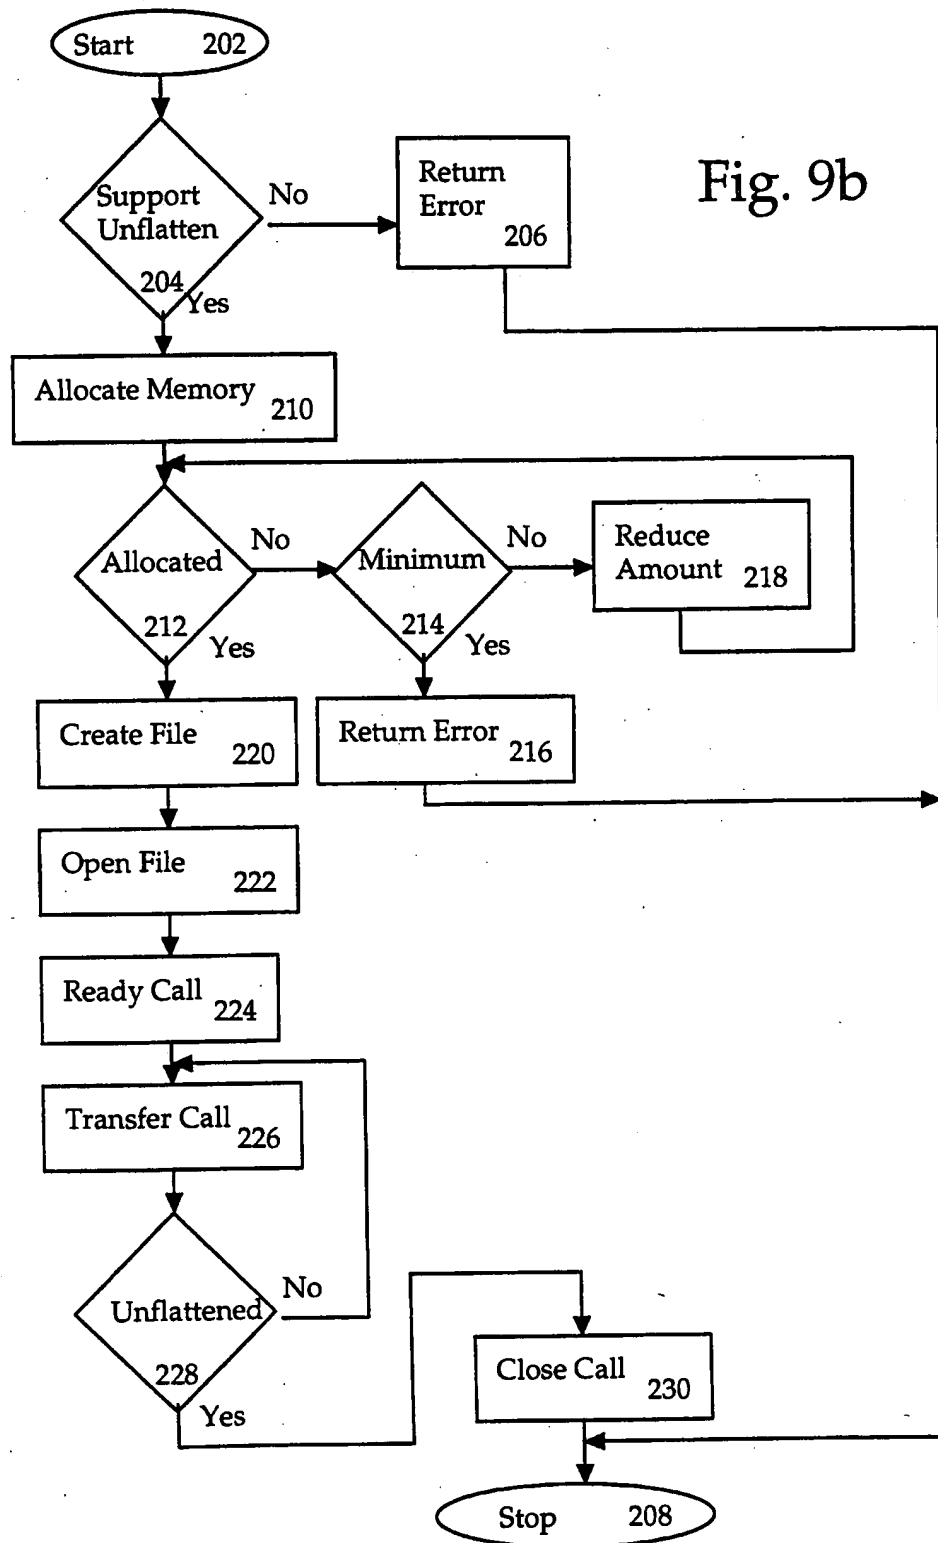 Start 202
Fig. 9b
Support
Unflatten
204
No
Yes
Return
Error
206
Allocate Memory
210
Allocated
212
No
Yes
Minimum
214
No
Yes
Reduce
Amount 218
Create File
220
Return Error
216
Open File
222
Ready Call
224
Transfer Call
226
Unflattened
228
No
Yes
Close Call
230
Stop 208